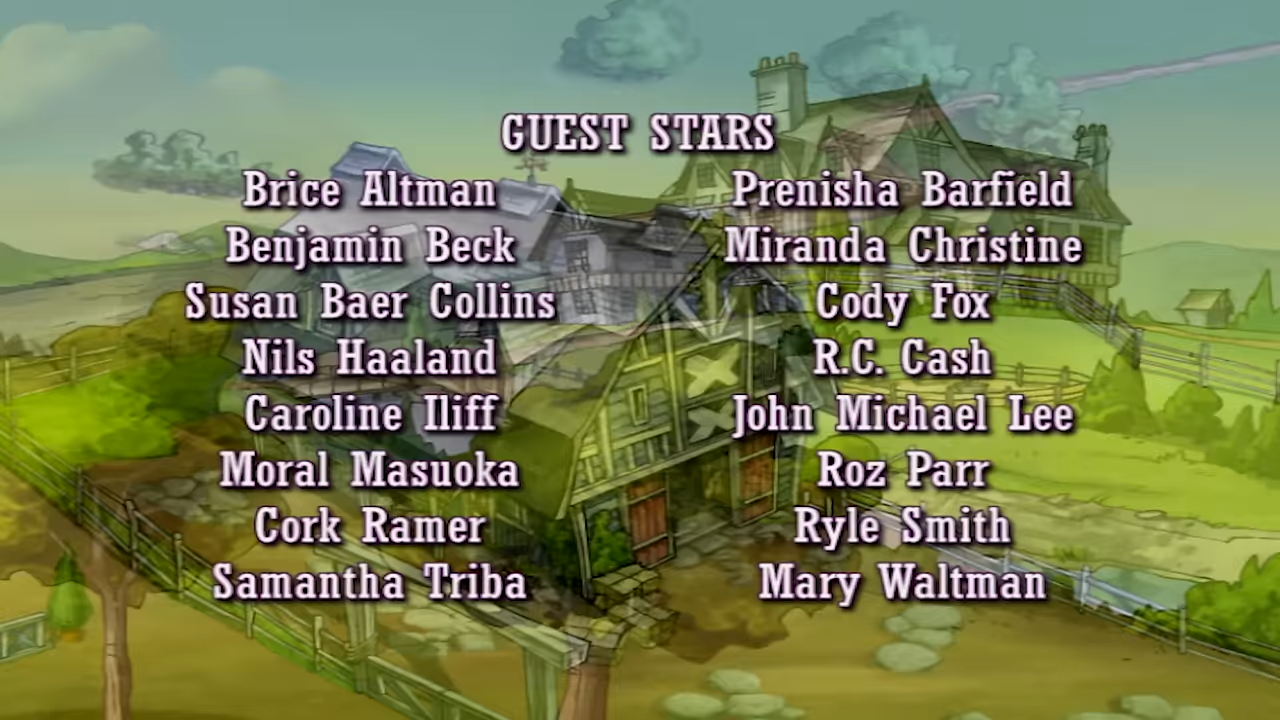 GUEST STARS
Brice Altman
Benjamin Beck
Susan Baer Collins
Nils Haaland
Caroline Iliff
Moral Masuoka
Cork Ramer
Samantha Triba
Prenisha Barfield
Miranda Christine
Cody Fox
R.C. Cash
John Michael Lee
Roz Parr
Ryle Smith
Mary Waltman